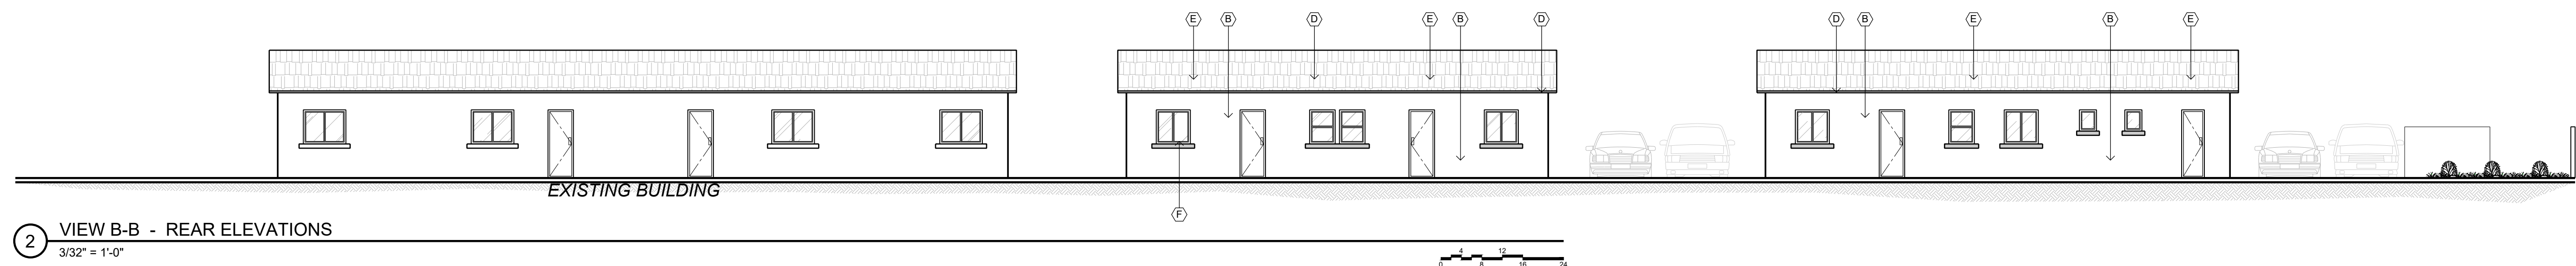 E B D E B D D B E B E
EXISTING BUILDING
F
2 VIEW B-B - REAR ELEVATIONS
3/32" = 1'-0"
4 12
0 8 16 24